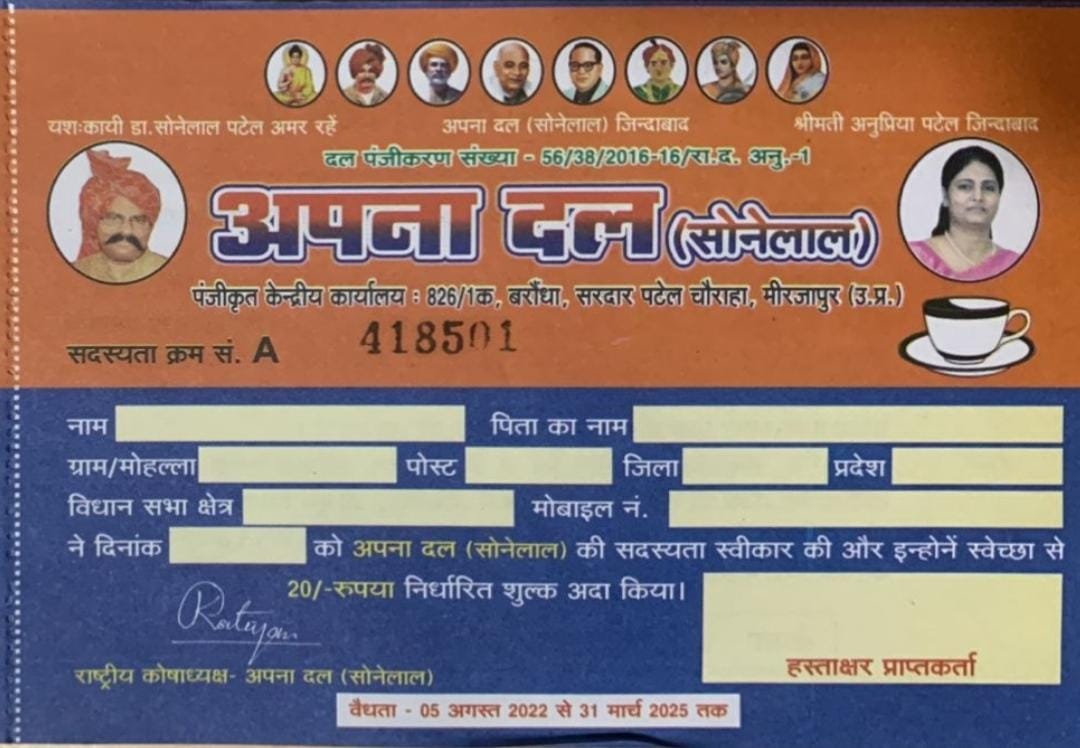 यशःकायी डा.सोनेलाल पटेल अमर रहें अपना दल (सोनेलाल) जिन्दाबाद श्रीमती अनुप्रिया पटेल जिन्दाबाद
दल पंजीकरण संख्या - 56/38/2016-16/रा.द. अनु.-1
अपना दल (सोनेलाल)
पंजीकृत केन्द्रीय कार्यालय : 826/1क, बरौंधा, सरदार पटेल चौराहा, मीरजापुर (उ.प्र.)
सदस्यता क्रम सं. A 418501
नाम पिता का नाम
ग्राम/मोहल्ला पोस्ट जिला प्रदेश
विधान सभा क्षेत्र मोबाइल नं.
ने दिनांक को अपना दल (सोनेलाल) की सदस्यता स्वीकार की और इन्होनें स्वेच्छा से
20/-रुपया निर्धारित शुल्क अदा किया।
राष्ट्रीय कोषाध्यक्ष- अपना दल (सोनेलाल)
हस्ताक्षर प्राप्तकर्ता
वैधता - 05 अगस्त 2022 से 31 मार्च 2025 तक